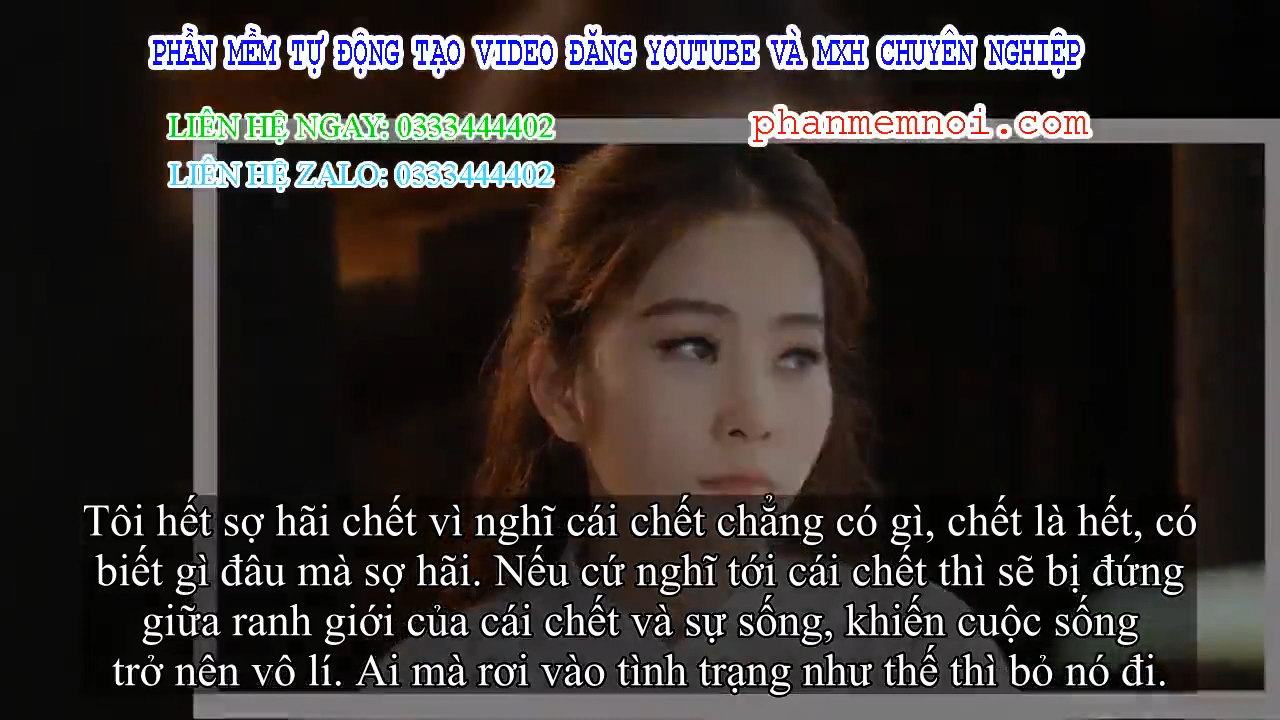 PHẦN MỀM TỰ ĐỘNG TẠO VIDEO ĐĂNG YOUTUBE VÀ MXH CHUYÊN NGHIỆP
LIÊN HỆ NGAY: 0333444402
phanmemnoi.com
LIÊN HỆ ZALO: 0333444402
Tôi hết sợ hãi chết vì nghĩ cái chết chẳng có gì, chết là hết, có
biết gì đâu mà sợ hãi. Nếu cứ nghĩ tới cái chết thì sẽ bị đứng
giữa ranh giới của cái chết và sự sống, khiến cuộc sống
trở nên vô lí. Ai mà rơi vào tình trạng như thế thì bỏ nó đi.